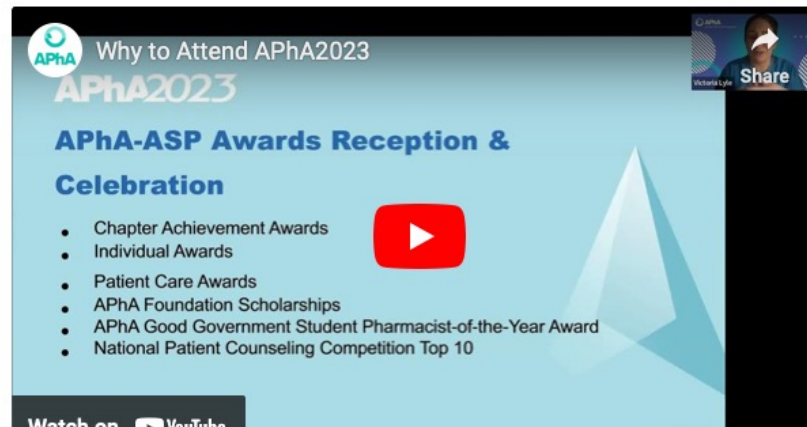 APhA
Why to Attend APhA2023
APhA
Share
Victoria Lyle
APhA2023
APhA-ASP Awards Reception &
Celebration
• Chapter Achievement Awards
• Individual Awards
• Patient Care Awards
• APhA Foundation Scholarships
• APhA Good Government Student Pharmacist-of-the-Year Award
• National Patient Counseling Competition Top 10
Watch on YouTube